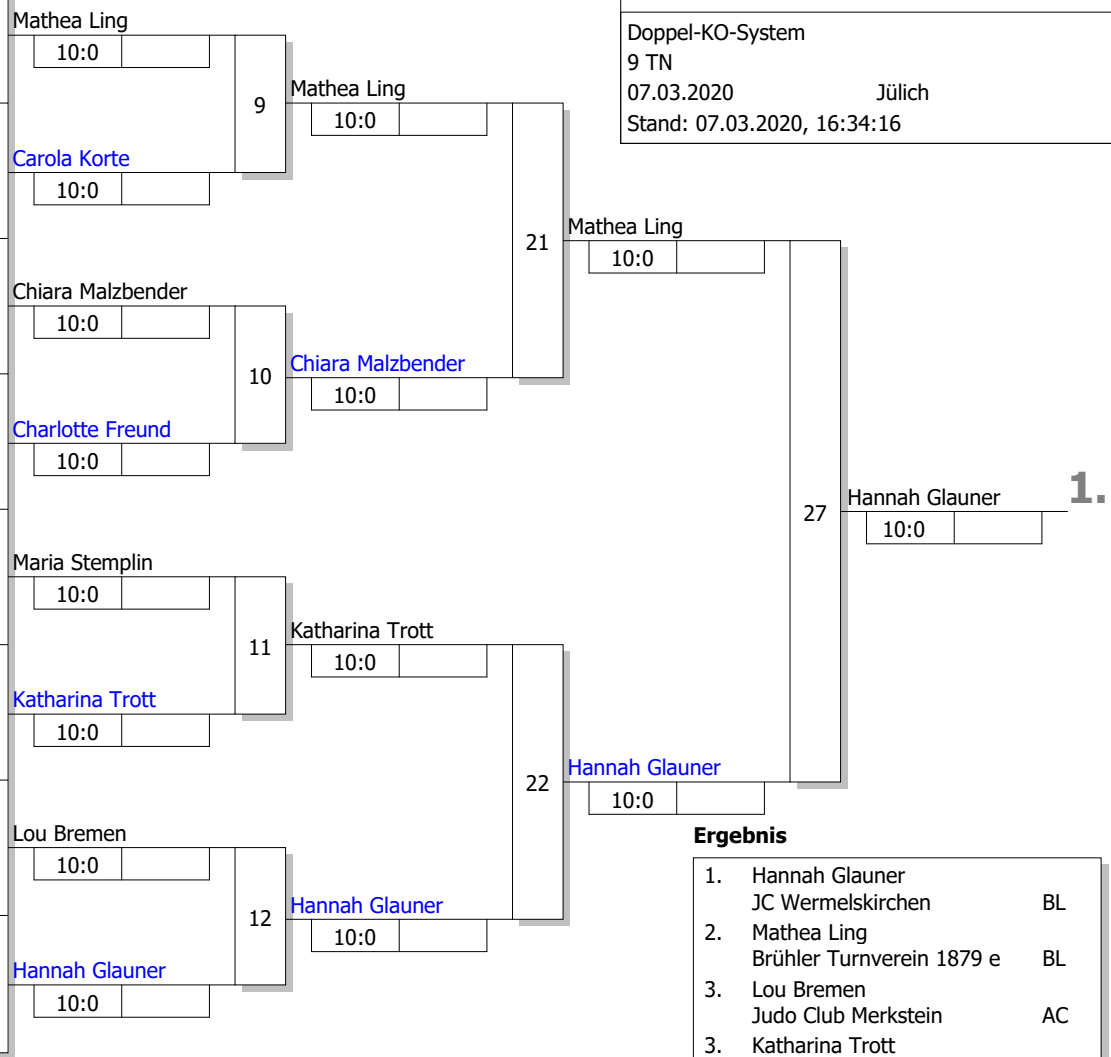 Doppel-KO-System
9 TN
07.03.2020 Jülich
Stand: 07.03.2020, 16:34:16
Mathea Ling
10:0
9
Carola Korte
10:0
Chiara Malzbender
10:0
10
Charlotte Freund
10:0
Maria Stemplin
10:0
11
Katharina Trott
10:0
Lou Bremen
10:0
12
Hannah Glauner
10:0
Mathea Ling
10:0
21
Chiara Malzbender
10:0
Katharina Trott
10:0
22
Hannah Glauner
10:0
Mathea Ling
10:0
27
Hannah Glauner
10:0
Hannah Glauner 1.
10:0
Ergebnis
1. Hannah Glauner
JC Wermelskirchen BL
2. Mathea Ling
Brühler Turnverein 1879 e BL
3. Lou Bremen
Judo Club Merkstein AC
3. Katharina Trott